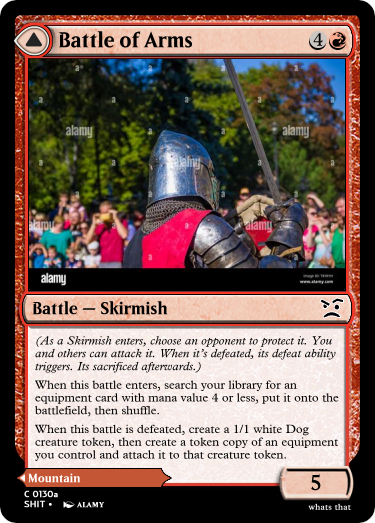 Battle of Arms
4
alamy
alamy
alamy
alamy
alamy
www.alamy.com
Battle — Skirmish
(As a Skirmish enters, choose an opponent to protect it. You
and others can attack it. When it's defeated, its defeat ability
triggers. Its sacrificed afterwards.)
When this battle enters, search your library for an
equipment card with mana value 4 or less, put it onto the
battlefield, then shuffle.
When this battle is defeated, create a 1/1 white Dog
creature token, then create a token copy of an equipment
you control and attach it to that creature token.
Mountain
5
C 0130a
SHIT • ALAMY
whats that